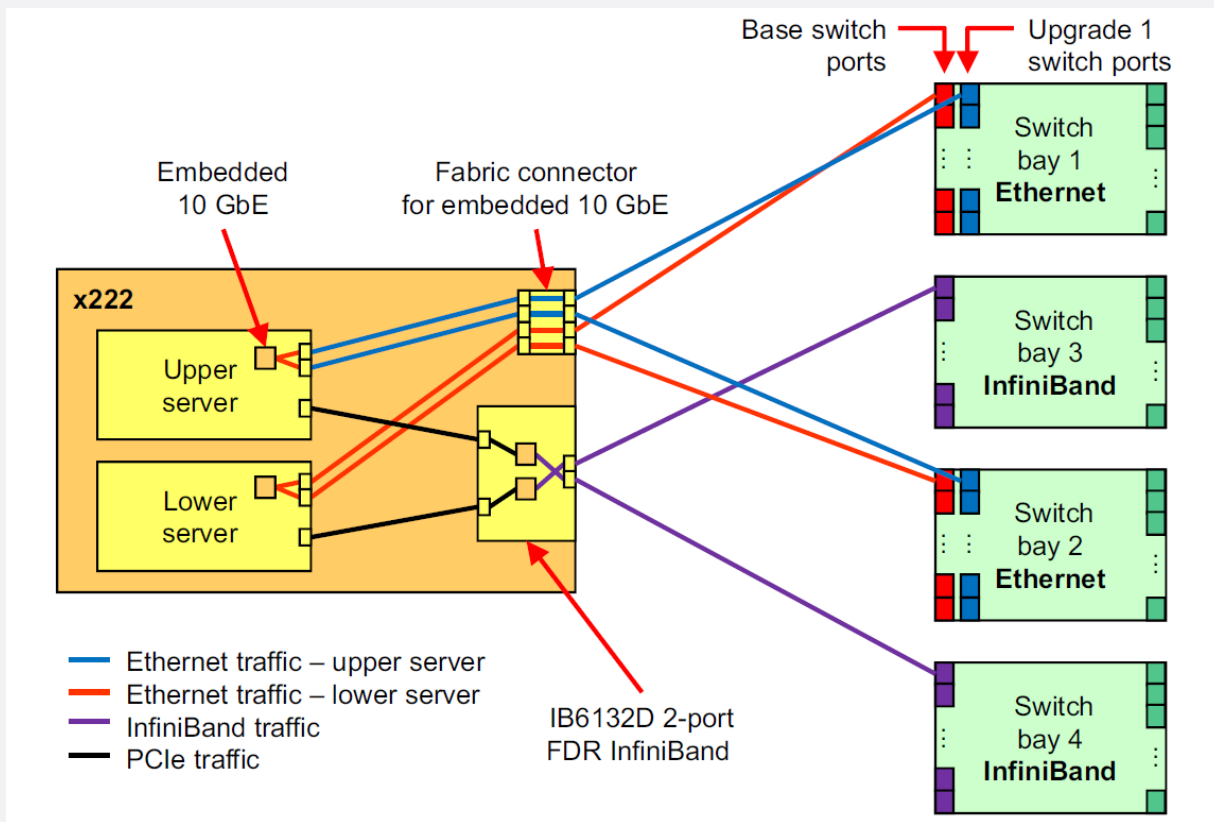 Base switch
ports
Upgrade 1
switch ports
Embedded
10 GbE
Fabric connector
for embedded 10 GbE
Switch
bay 1
Ethernet
x222
Upper
server
Switch
bay 3
InfiniBand
Lower
server
Switch
bay 2
Ethernet
Ethernet traffic – upper server
Ethernet traffic – lower server
InfiniBand traffic
PCIe traffic
IB6132D 2-port
FDR InfiniBand
Switch
bay 4
InfiniBand